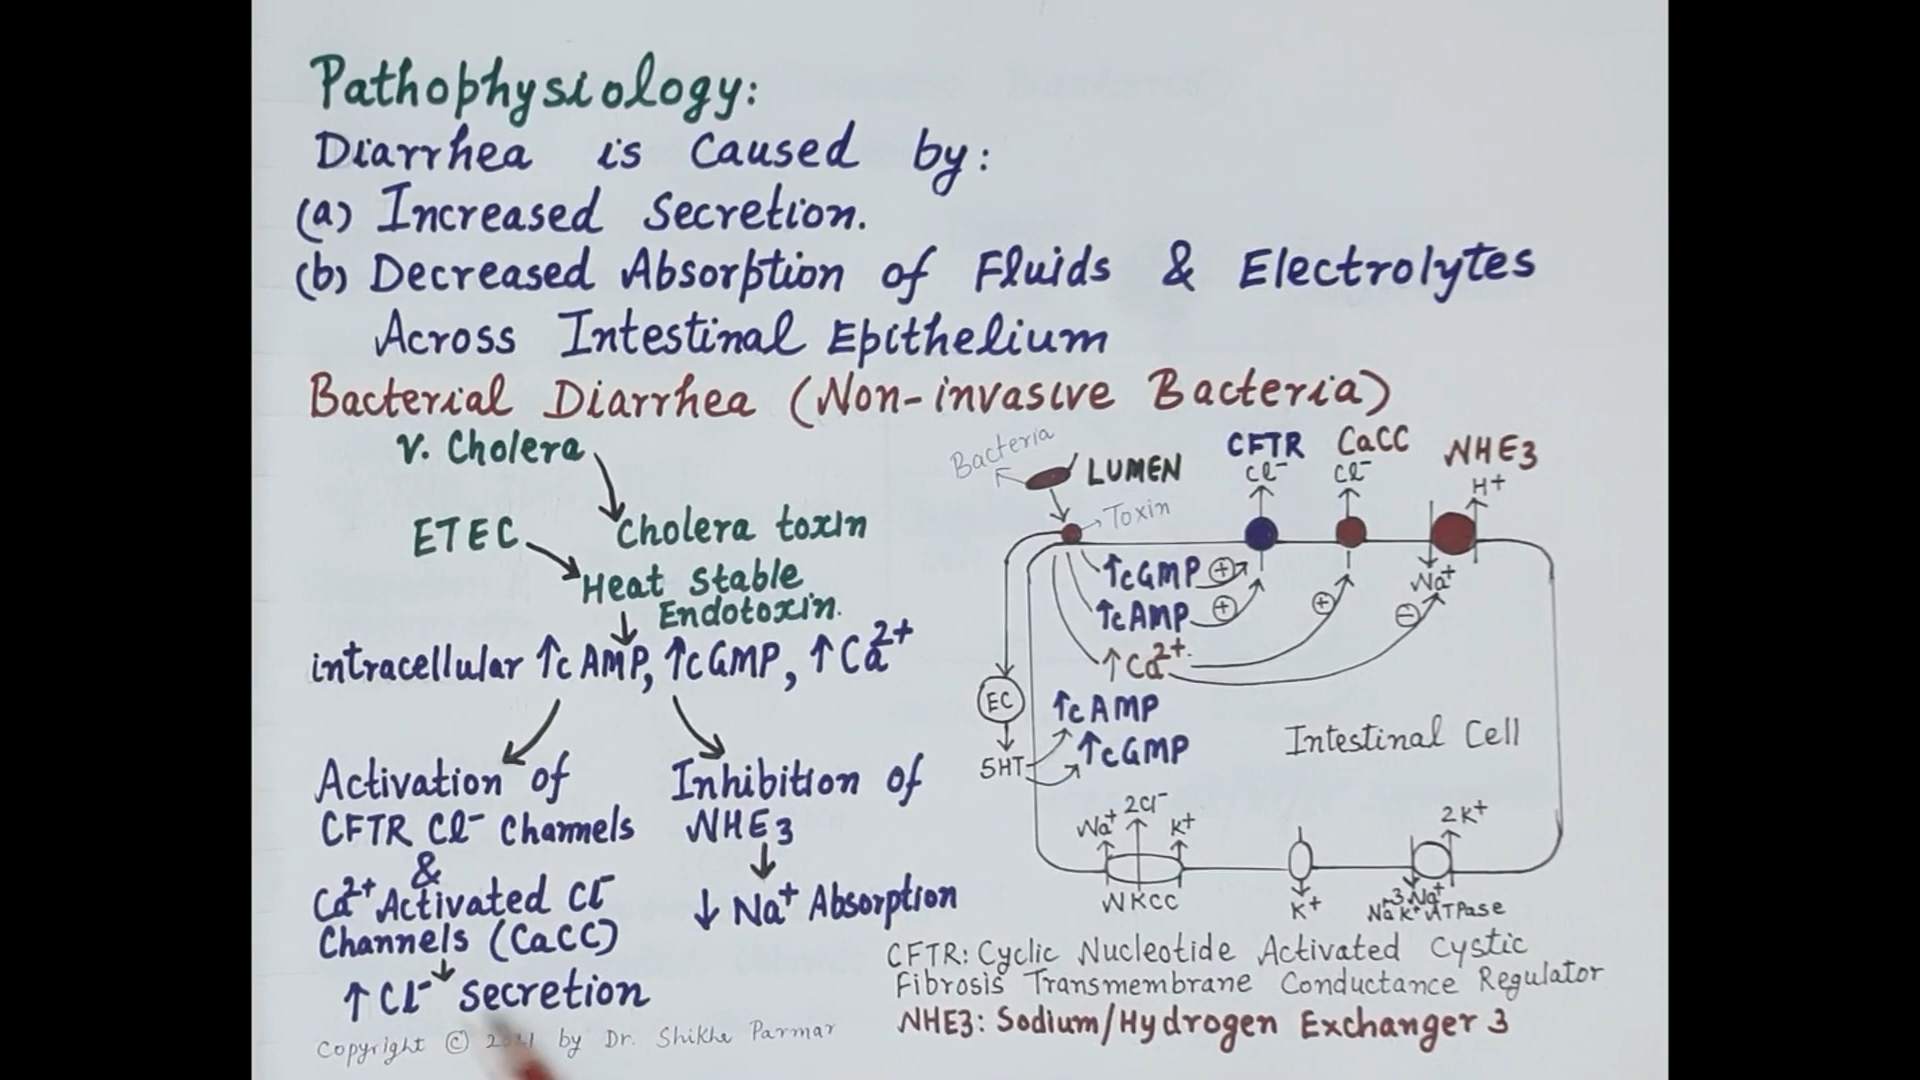 Pathophysiology:
Diarrhea is Caused by:
(a) Increased Secretion.
(b) Decreased Absorption of Fluids & Electrolytes
Across Intestinal Epithelium
Bacterial Diarrhea (Non-invasive Bacteria)
V. Cholera
Cholera toxin
ETEC
Heat Stable
Endotoxin.
intracellular ↑cAMP, ↑cGMP, ↑Ca2+
Activation of
CFTR Cl- Channels
&
Ca2+ Activated Cl-
Channels (CaCC)
↑Cl- secretion
Inhibition of
NHE3
↓ Na+ Absorption
Bacteria
LUMEN
Toxin
CFTR
Cl-
CaCC
Cl-
NHE3
H+
Na+
↑cGMP +
↑cAMP +
↑Ca2+
+
−
EC
5HT
↑cAMP
↑cGMP
Intestinal Cell
Na+ 2Cl- K+
NKCC
K+
2K+
3Na+
Na+K+ATPase
CFTR: Cyclic Nucleotide Activated Cystic
Fibrosis Transmembrane Conductance Regulator
NHE3: Sodium/Hydrogen Exchanger 3
Copyright © 2021 by Dr. Shikha Parmar